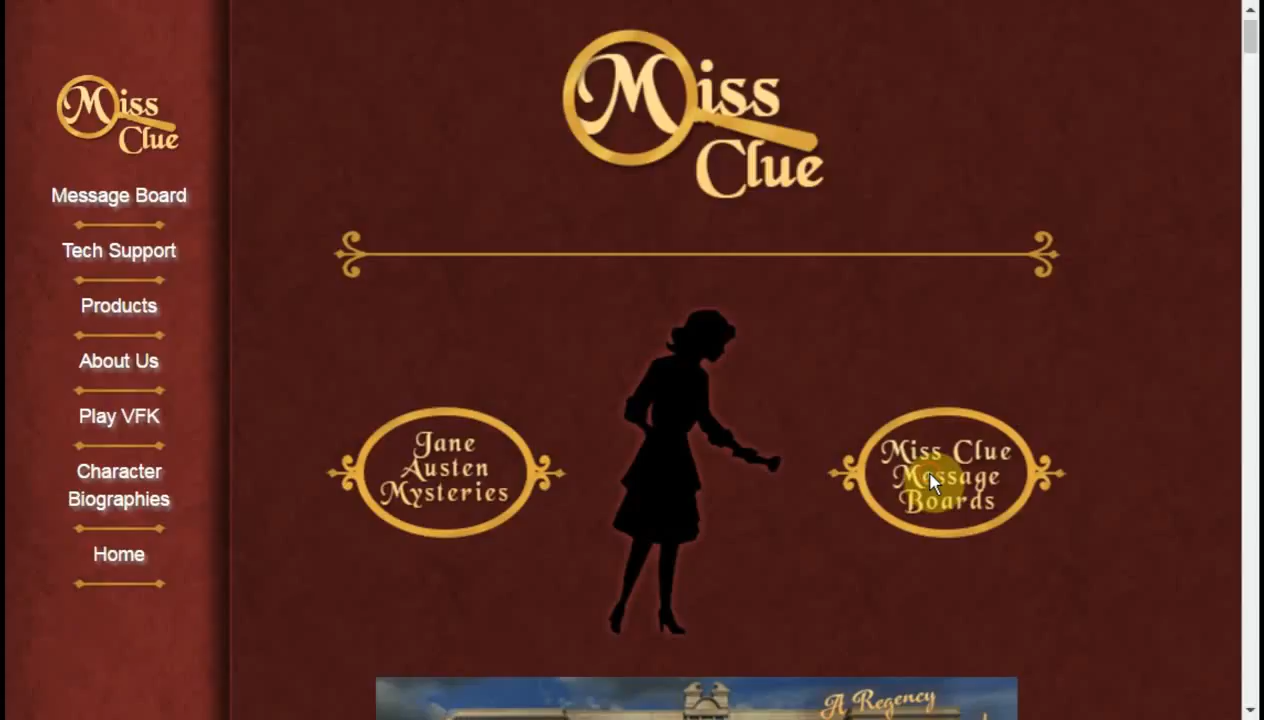 Miss
Clue
Message Board
Tech Support
Products
About Us
Play VFK
Character
Biographies
Home
Miss
Clue
Jane
Austen
Mysteries
Miss Clue
Message
Boards
A Regency